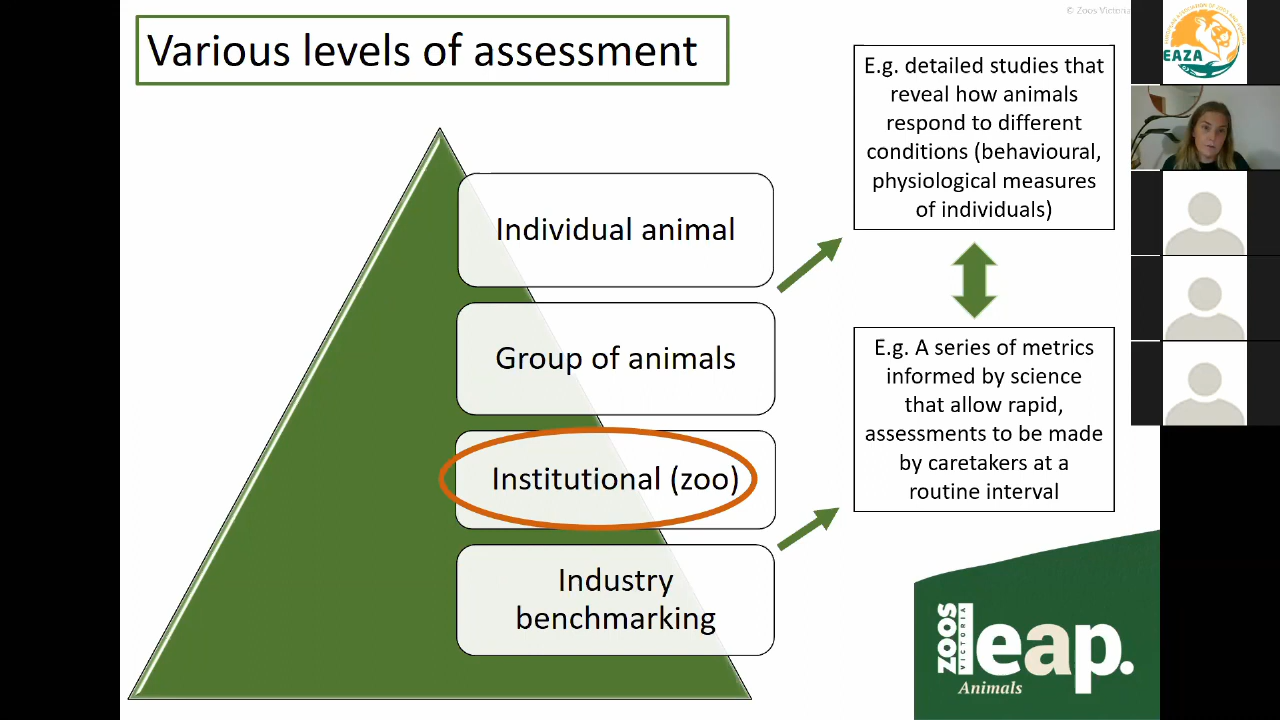 © Zoos Victoria
Various levels of assessment
Individual animal
Group of animals
Institutional (zoo)
Industry
benchmarking
E.g. detailed studies that
reveal how animals
respond to different
conditions (behavioural,
physiological measures
of individuals)
E.g. A series of metrics
informed by science
that allow rapid,
assessments to be made
by caretakers at a
routine interval
ZOOS
VICTORIA
leap.
Animals
EAZA